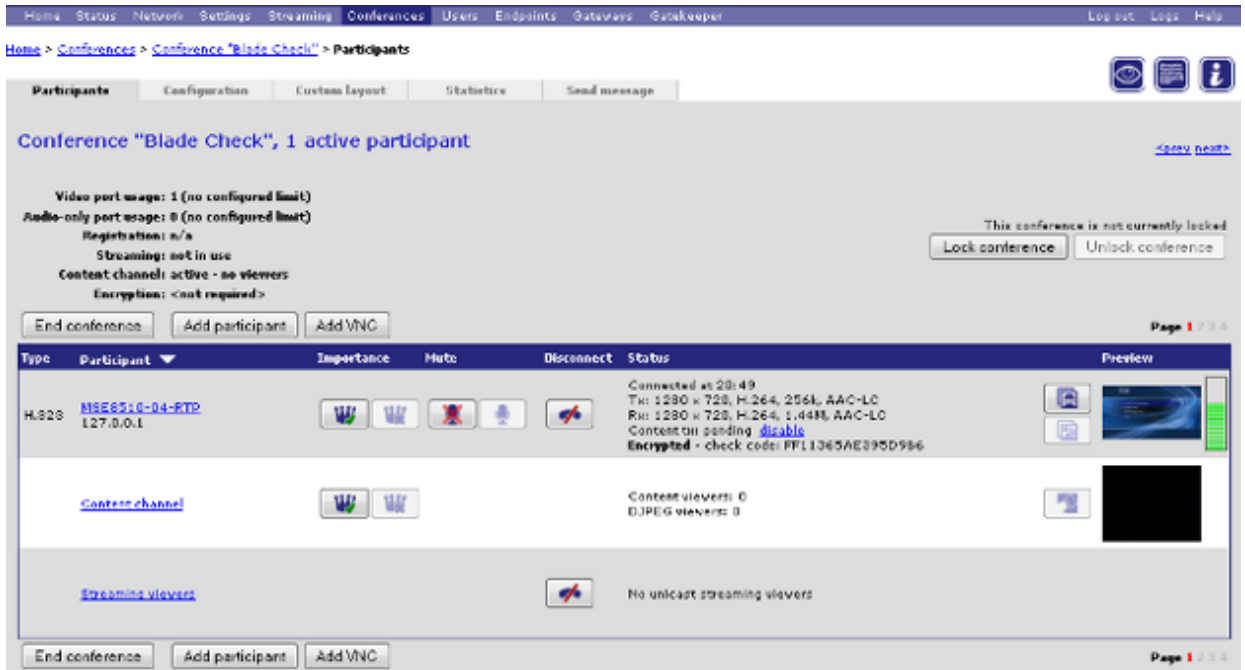 Home Status Network Settings Streaming Conferences Users Endpoints Gateways Gatekeeper Log out Logs Help
Home > Conferences > Conference "Blade Check" > Participants
Participants Configuration Custom layout Statistics Send message
Conference "Blade Check", 1 active participant
<prev next>
Video port usage: 1 (no configured limit)
Audio-only port usage: 0 (no configured limit)
Registration: n/a
Streaming: not in use
Content channel: active - no viewers
Encryption: <not required>
This conference is not currently locked
Lock conference Unlock conference
End conference Add participant Add VNC Page 1 2 3 4
Type Participant Importance Mute Disconnect Status Preview
H.323 MSE8510-04-RTP
127.0.0.1
Connected at 20:49
Tx: 1280 x 720, H.264, 256k, AAC-LC
Rx: 1280 x 720, H.264, 1.44M, AAC-LC
Content tx: pending disable
Encrypted - check code: FF11365AE395D9B6
Content channel
Content viewers: 0
DJPEG viewers: 0
Streaming viewers No unicast streaming viewers
End conference Add participant Add VNC Page 1 2 3 4